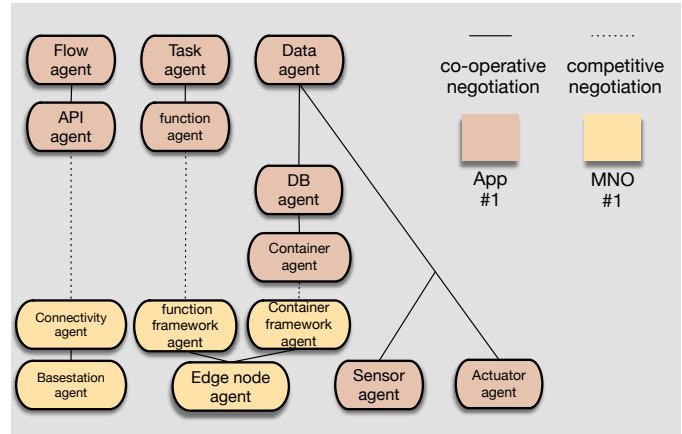 Flow
agent
Task
agent
Data
agent
co-operative
negotiation
competitive
negotiation
API
agent
function
agent
App
#1
MNO
#1
DB
agent
Container
agent
Connectivity
agent
function
framework
agent
Container
framework
agent
Basestation
agent
Edge node
agent
Sensor
agent
Actuator
agent